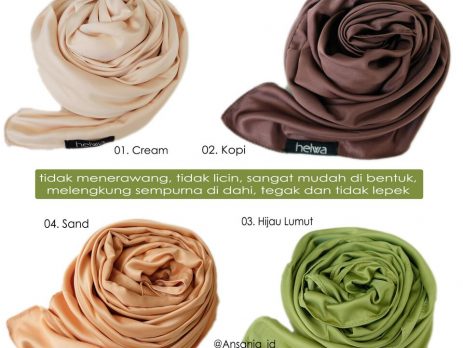 helwa
helwa
01. Cream
02. Kopi
tidak menerawang, tidak licin, sangat mudah di bentuk,
melengkung sempurna di dahi, tegak dan tidak lepek
04. Sand
03. Hijau Lumut
@Ansania_id